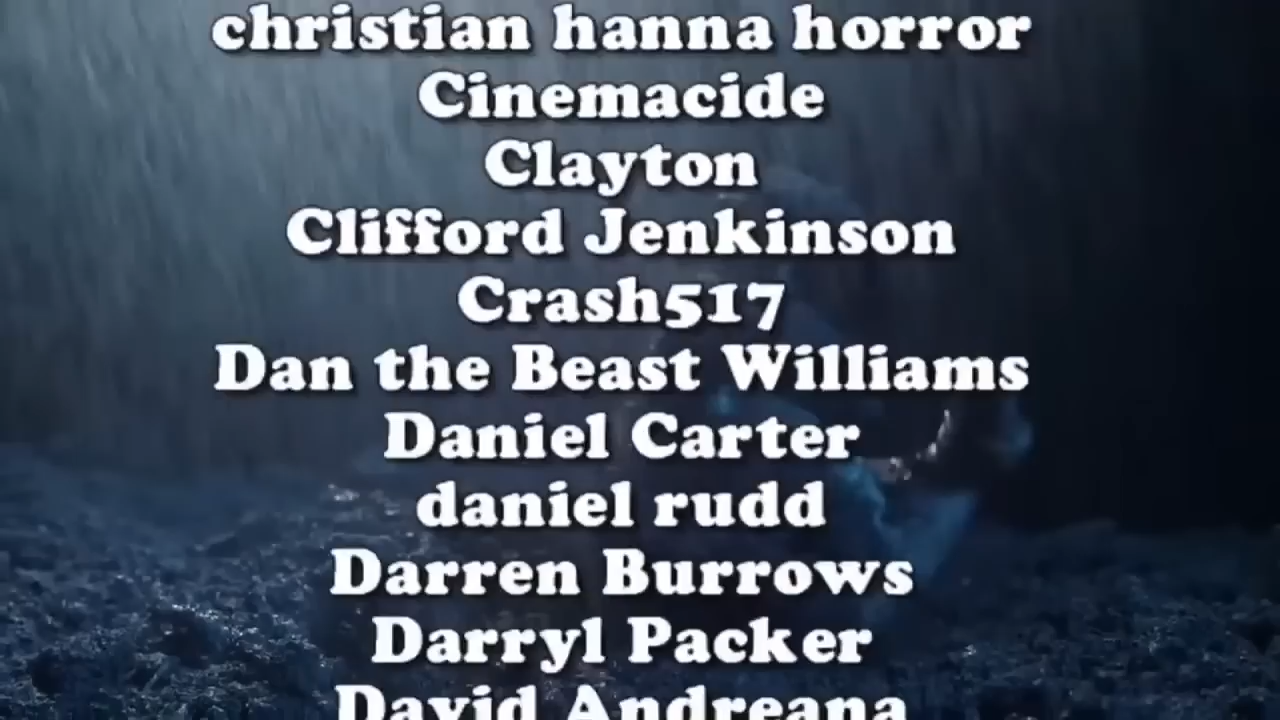 christian hanna horror
Cinemacide
Clayton
Clifford Jenkinson
Crash517
Dan the Beast Williams
Daniel Carter
daniel rudd
Darren Burrows
Darryl Packer
David Andreana